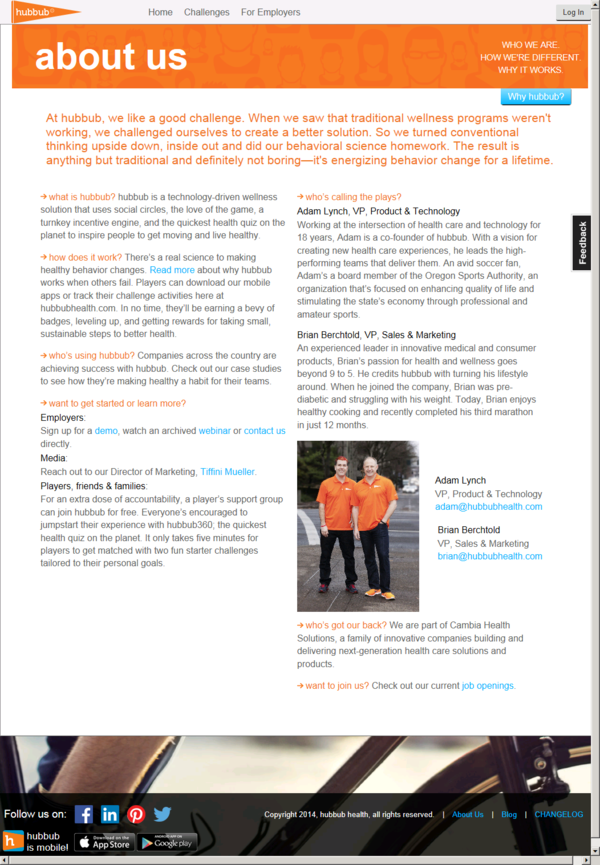 hubbub®
Home Challenges For Employers
Log In
about us
WHO WE ARE.
HOW WE'RE DIFFERENT.
WHY IT WORKS.
Why hubbub?
At hubbub, we like a good challenge. When we saw that traditional wellness programs weren't
working, we challenged ourselves to create a better solution. So we turned conventional
thinking upside down, inside out and did our behavioral science homework. The result is
anything but traditional and definitely not boring—it's energizing behavior change for a lifetime.
→ what is hubbub? hubbub is a technology-driven wellness
solution that uses social circles, the love of the game, a
turnkey incentive engine, and the quickest health quiz on the
planet to inspire people to get moving and live healthy.
→ how does it work? There's a real science to making
healthy behavior changes. Read more about why hubbub
works when others fail. Players can download our mobile
apps or track their challenge activities here at
hubbubhealth.com. In no time, they'll be earning a bevy of
badges, leveling up, and getting rewards for taking small,
sustainable steps to better health.
→ who's using hubbub? Companies across the country are
achieving success with hubbub. Check out our case studies
to see how they're making healthy a habit for their teams.
→ want to get started or learn more?
Employers:
Sign up for a demo, watch an archived webinar or contact us
directly.
Media:
Reach out to our Director of Marketing, Tiffini Mueller.
Players, friends & families:
For an extra dose of accountability, a player's support group
can join hubbub for free. Everyone's encouraged to
jumpstart their experience with hubbub360; the quickest
health quiz on the planet. It only takes five minutes for
players to get matched with two fun starter challenges
tailored to their personal goals.
→ who's calling the plays?
Adam Lynch, VP, Product & Technology
Working at the intersection of health care and technology for
18 years, Adam is a co-founder of hubbub. With a vision for
creating new health care experiences, he leads the high-
performing teams that deliver them. An avid soccer fan,
Adam's a board member of the Oregon Sports Authority, an
organization that's focused on enhancing quality of life and
stimulating the state's economy through professional and
amateur sports.
Brian Berchtold, VP, Sales & Marketing
An experienced leader in innovative medical and consumer
products, Brian's passion for health and wellness goes
beyond 9 to 5. He credits hubbub with turning his lifestyle
around. When he joined the company, Brian was pre-
diabetic and struggling with his weight. Today, Brian enjoys
healthy cooking and recently completed his third marathon
in just 12 months.
Adam Lynch
VP, Product & Technology
adam@hubbubhealth.com
Brian Berchtold
VP, Sales & Marketing
brian@hubbubhealth.com
→ who's got our back? We are part of Cambia Health
Solutions, a family of innovative companies building and
delivering next-generation health care solutions and
products.
→ want to join us? Check out our current job openings.
Feedback
Follow us on:
Copyright 2014, hubbub health, all rights reserved. | About Us | Blog | CHANGELOG
hubbub
is mobile!
Download on the
App Store
ANDROID APP ON
Google play